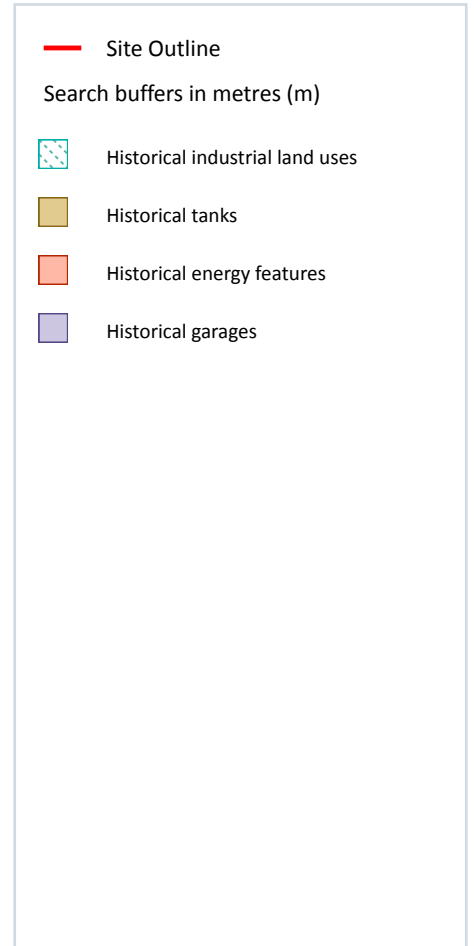 Site Outline
Search buffers in metres (m)
Historical industrial land uses
Historical tanks
Historical energy features
Historical garages